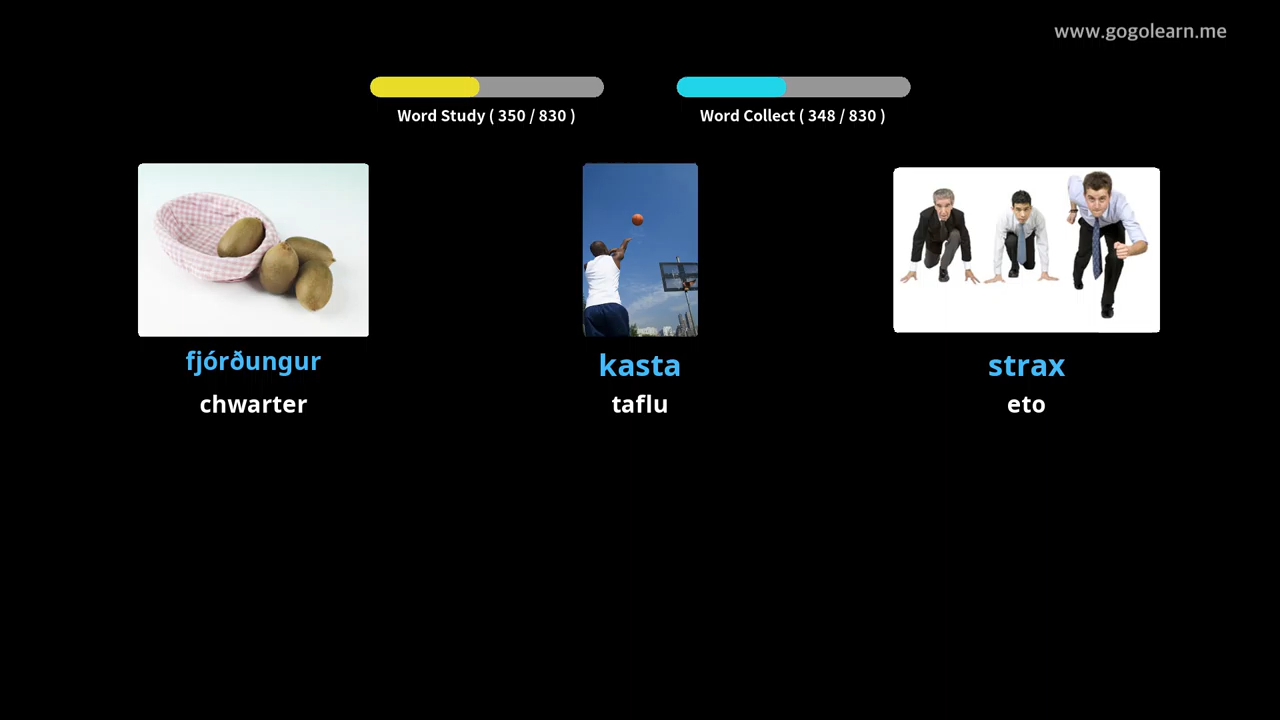 www.gogolearn.me
Word Study ( 350 / 830 )
Word Collect ( 348 / 830 )
fjórðungur
kasta
strax
chwarter
taflu
eto